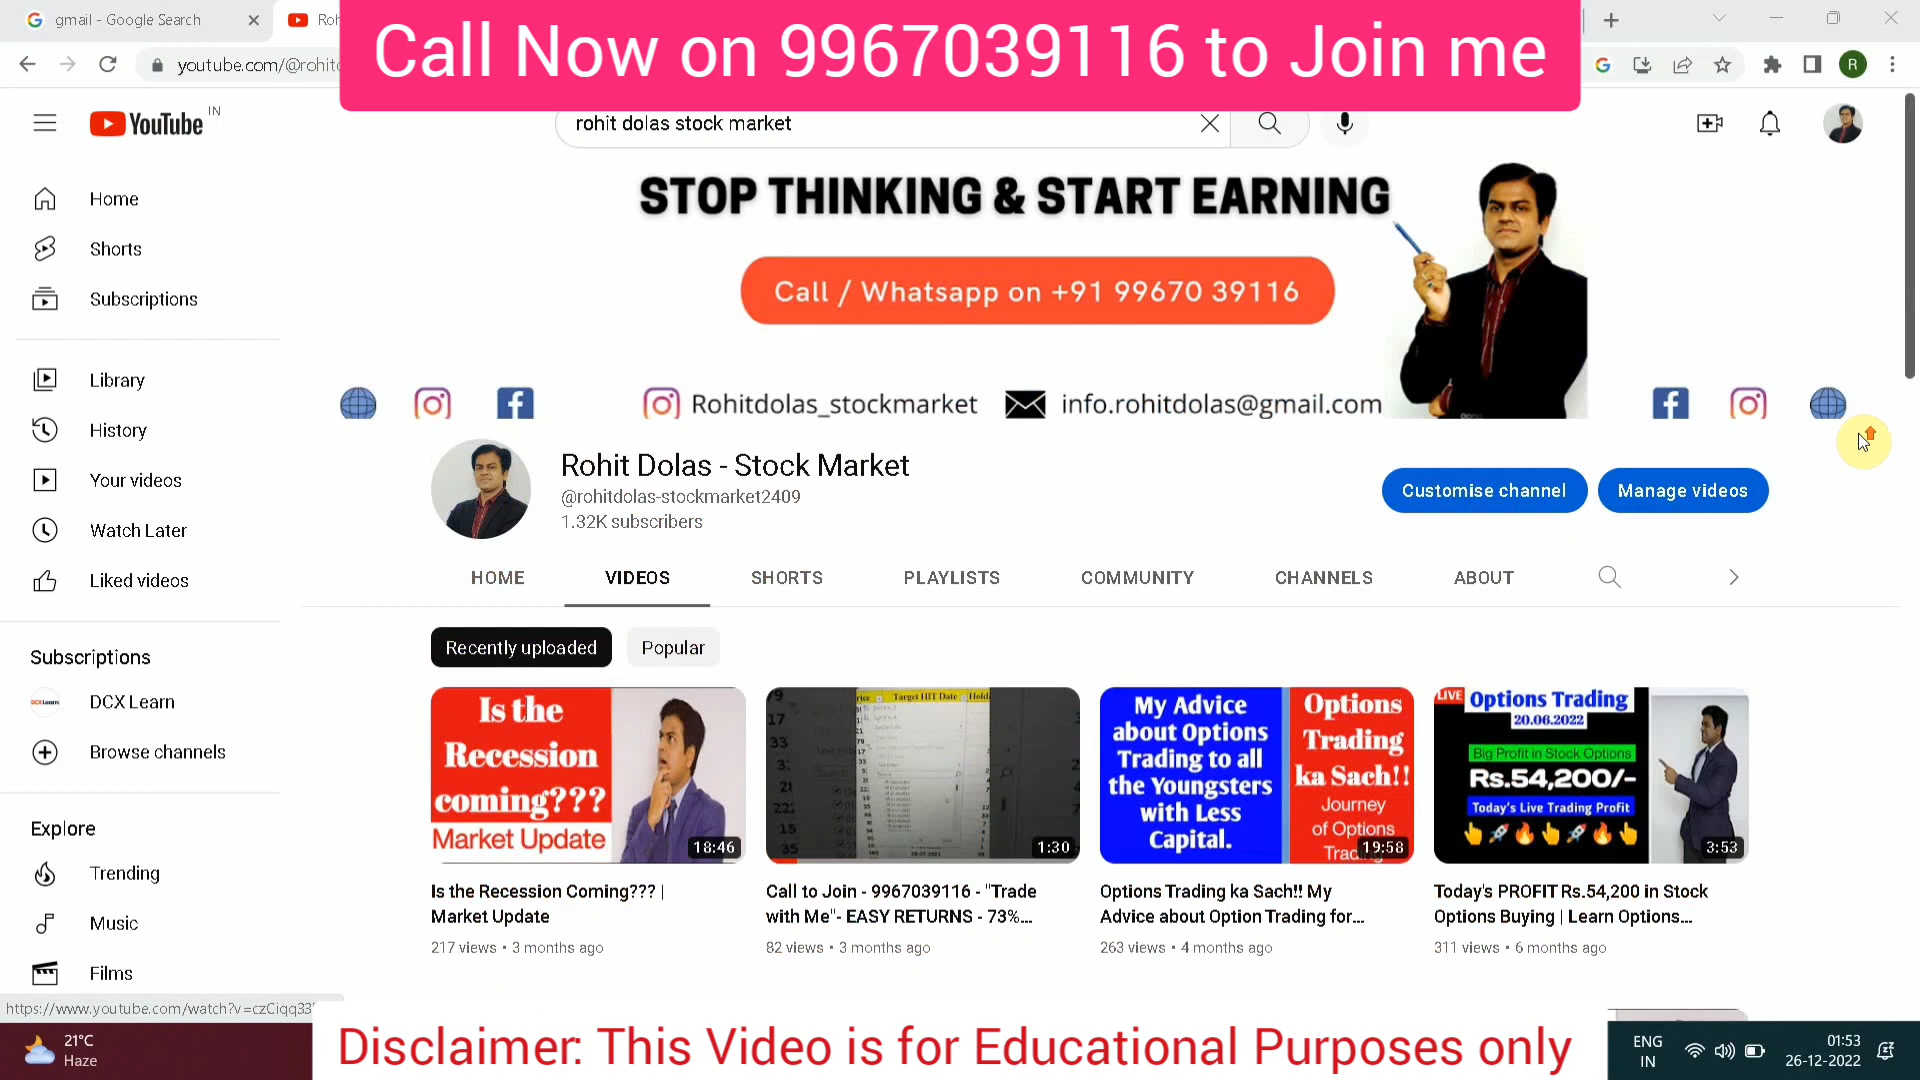 gmail - Google Search
Call Now on 9967039116 to Join me
youtube.com/@rohit
R
YouTube
IN
rohit dolas stock market
Home
Shorts
Subscriptions
Library
History
Your videos
Watch Later
Liked videos
Subscriptions
DCX Learn
Browse channels
Explore
Trending
Music
Films
STOP THINKING & START EARNING
Call / Whatsapp on +91 99670 39116
Rohitdolas_stockmarket
info.rohitdolas@gmail.com
Rohit Dolas - Stock Market
@rohitdolas-stockmarket2409
1.32K subscribers
Customise channel
Manage videos
HOME
VIDEOS
SHORTS
PLAYLISTS
COMMUNITY
CHANNELS
ABOUT
Recently uploaded
Popular
Is the
Recession
coming???
Market Update
18:46
Is the Recession Coming??? |
Market Update
217 views • 3 months ago
Target HIT Date
1:30
Call to Join - 9967039116 - "Trade
with Me"- EASY RETURNS - 73%...
82 views • 3 months ago
My Advice
about Options
Trading to all
the Youngsters
with Less
Capital.
Options
Trading
ka Sach!!
Journey
of Options
19:58
Options Trading ka Sach!! My
Advice about Option Trading for...
263 views • 4 months ago
LIVE
Options Trading
20.06.2022
Big Profit in Stock Options
Rs.54,200/-
Today's Live Trading Profit
3:53
Today's PROFIT Rs.54,200 in Stock
Options Buying | Learn Options...
311 views • 6 months ago
https://www.youtube.com/watch?v=czCiqq33
21°C
Haze
Disclaimer: This Video is for Educational Purposes only
ENG
IN
01:53
26-12-2022